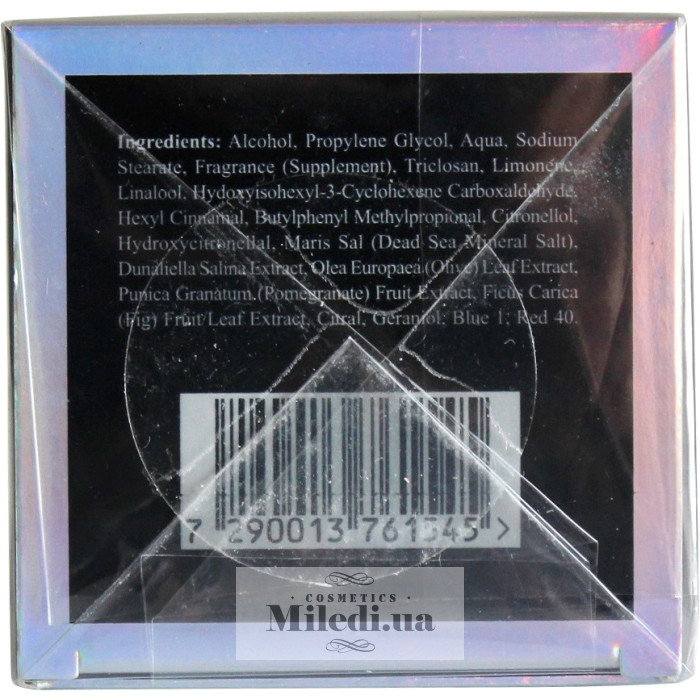 Ingredients: Alcohol, Propylene Glycol, Aqua, Sodium
Stearate, Fragrance (Supplement), Triclosan, Limonene,
Linalool, Hydoxyisohexyl-3-Cyclohexene Carboxaldehyde,
Hexyl Cinnamal, Butylphenyl Methylpropional, Citronellol,
Hydroxycitronellal, Maris Sal (Dead Sea Mineral Salt),
Dunaliella Salina Extract, Olea Europaea (Olive) Leaf Extract,
Punica Granatum (Pomegranate) Fruit Extract, Ficus Carica
(Fig) Fruit/Leaf Extract, Citral, Geraniol, Blue 1, Red 40.
7 290013 761545 >
· COSMETICS ·
Miledi.ua